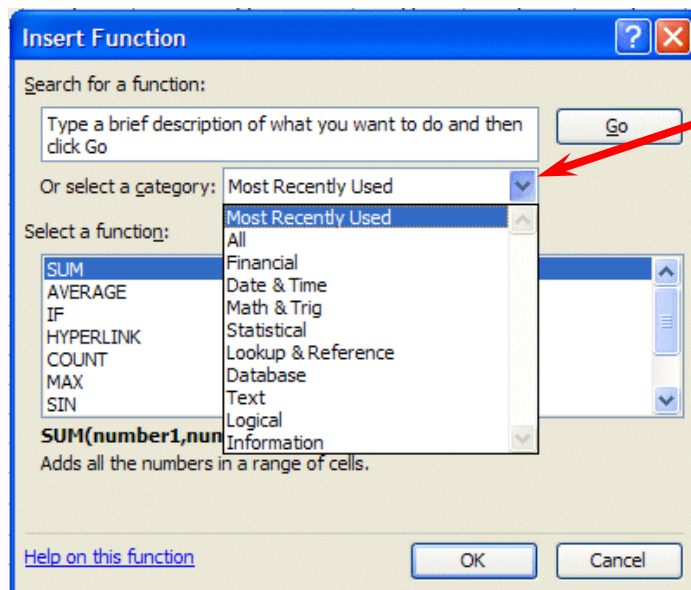 Insert Function
?
Search for a function:
Type a brief description of what you want to do and then
click Go
Go
Or select a category: Most Recently Used
Most Recently Used
All
Financial
Date & Time
Math & Trig
Statistical
Lookup & Reference
Database
Text
Logical
Information
Select a function:
SUM
AVERAGE
IF
HYPERLINK
COUNT
MAX
SIN
SUM(number1,num
Adds all the numbers in a range of cells.
Help on this function
OK
Cancel